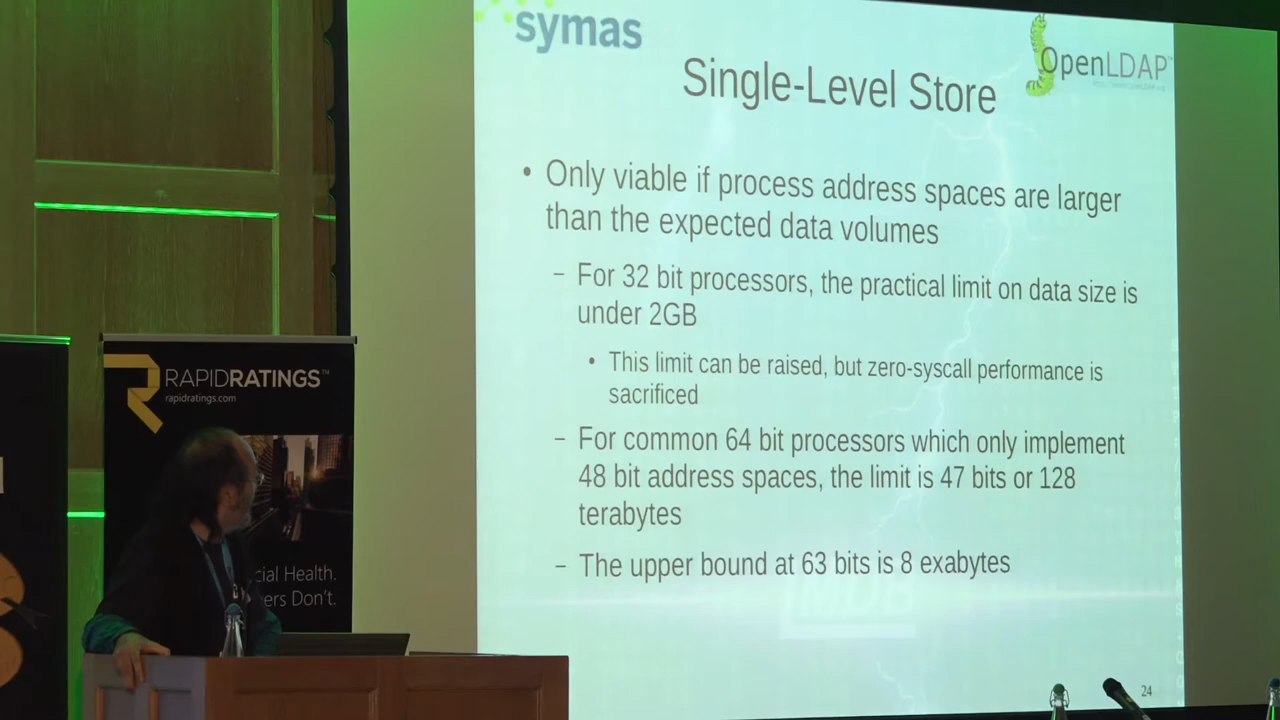 symas
OpenLDAP
Single-Level Store
• Only viable if process address spaces are larger
than the expected data volumes
– For 32 bit processors, the practical limit on data size is
under 2GB
• This limit can be raised, but zero-syscall performance is
sacrificed
– For common 64 bit processors which only implement
48 bit address spaces, the limit is 47 bits or 128
terabytes
– The upper bound at 63 bits is 8 exabytes
24
RAPIDRATINGS™
rapidratings.com
cial Health.
ers Don't.